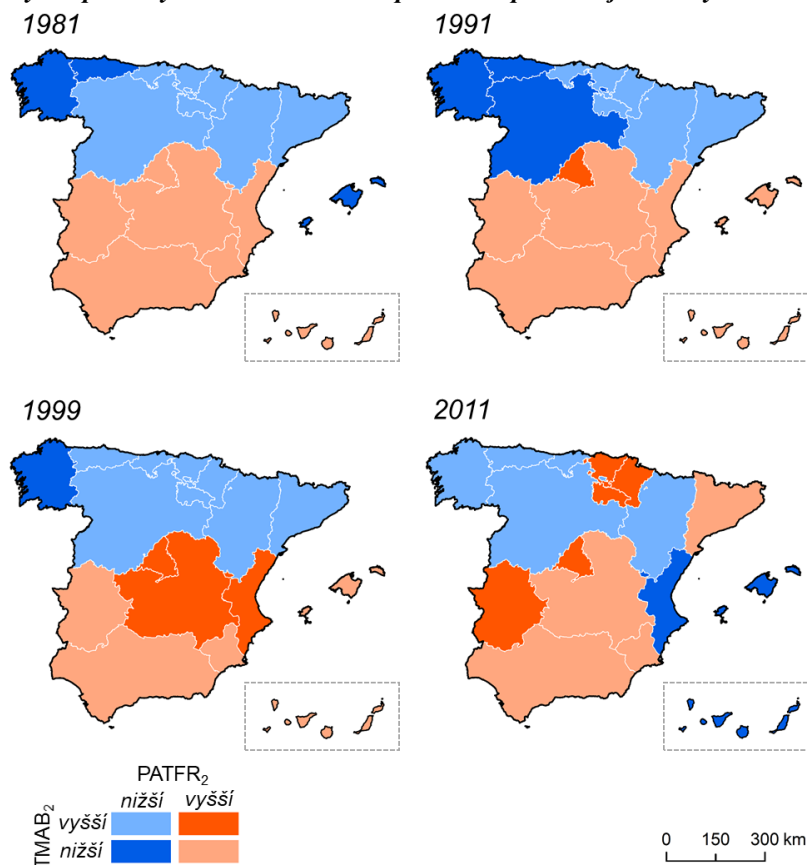 1981 1991
1999 2011
PATFR₂
nižší vyšší
TMAB₂
vyšší
nižší
0 150 300 km